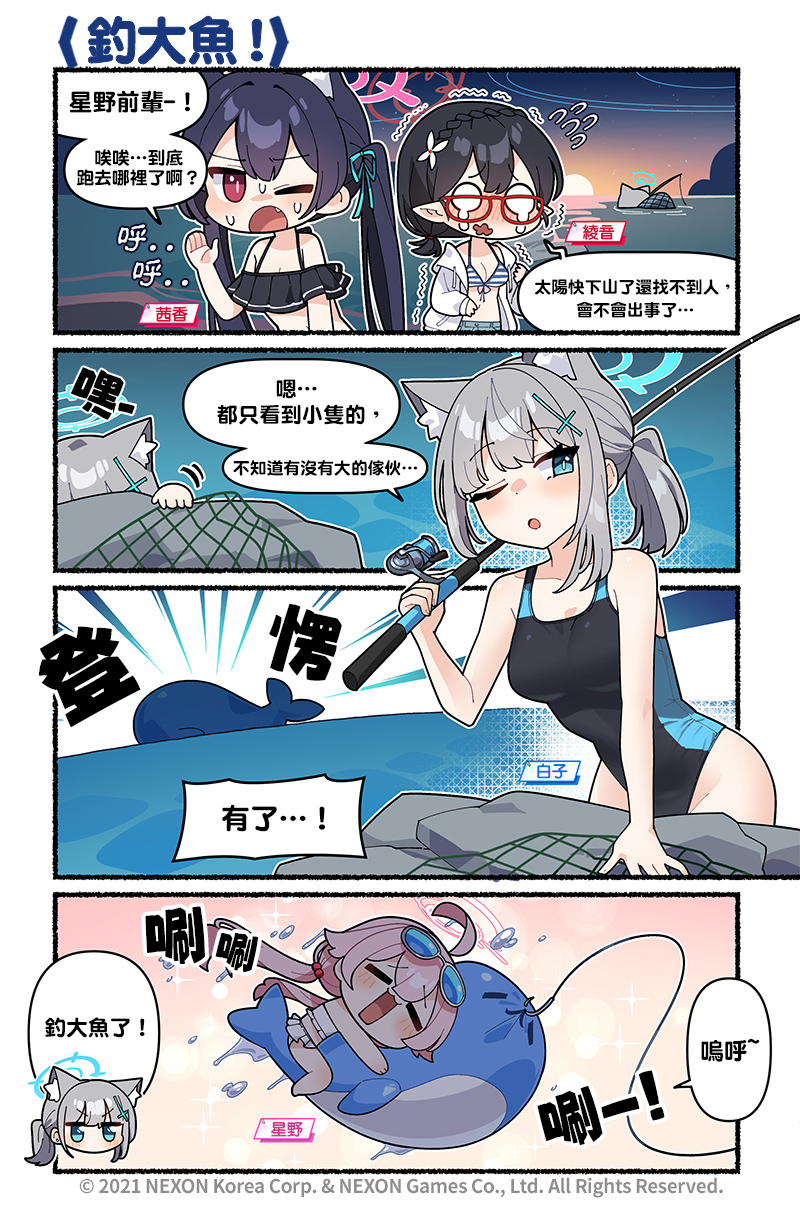 《釣大魚！》
星野前輩-！
唉唉…到底
跑去哪裡了啊？
呼..
呼..
茜香
綾音
太陽快下山了還找不到人，
會不會出事了…
嘿-
嗯…
都只看到小隻的，
不知道有沒有大的傢伙…
登
愣
白子
有了…！
唰
唰
釣大魚了！
嗚呼~
星野
唰一！
© 2021 NEXON Korea Corp. & NEXON Games Co., Ltd. All Rights Reserved.